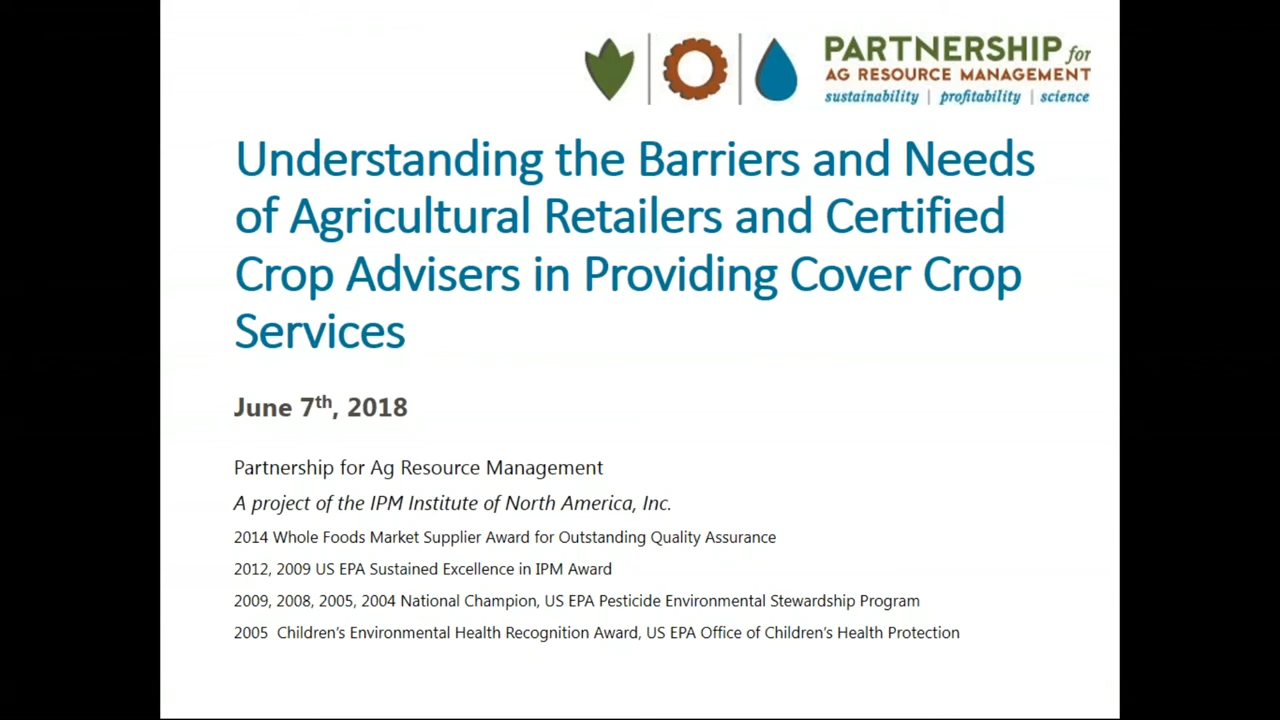 PARTNERSHIP for
AG RESOURCE MANAGEMENT
sustainability | profitability | science
Understanding the Barriers and Needs
of Agricultural Retailers and Certified
Crop Advisers in Providing Cover Crop
Services
June 7th, 2018
Partnership for Ag Resource Management
A project of the IPM Institute of North America, Inc.
2014 Whole Foods Market Supplier Award for Outstanding Quality Assurance
2012, 2009 US EPA Sustained Excellence in IPM Award
2009, 2008, 2005, 2004 National Champion, US EPA Pesticide Environmental Stewardship Program
2005 Children’s Environmental Health Recognition Award, US EPA Office of Children’s Health Protection